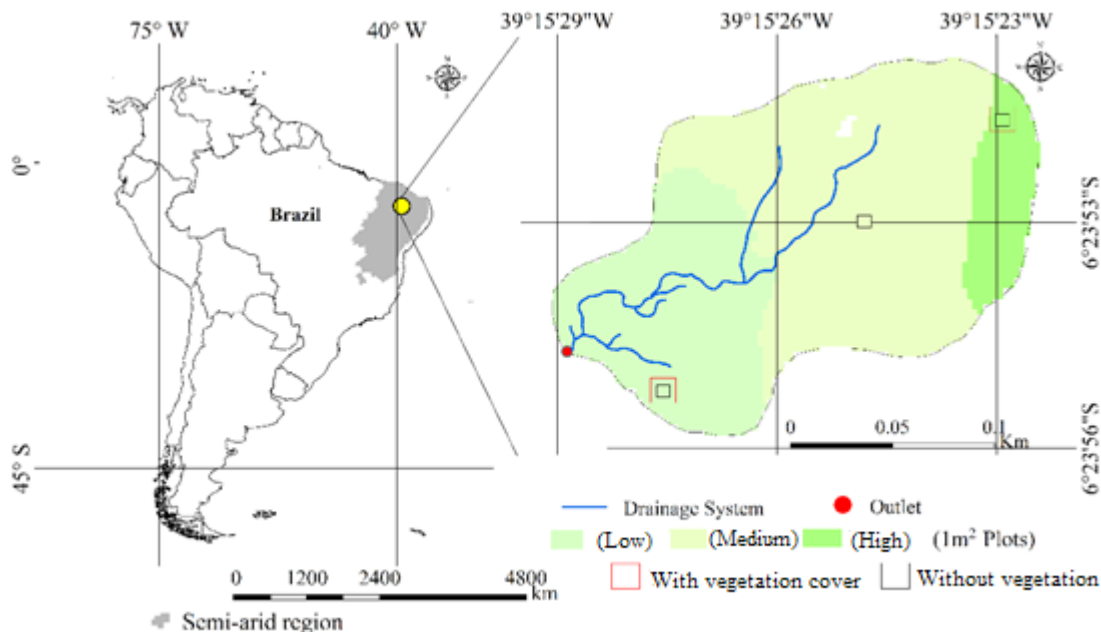 75° W
40° W
0°
45° S
Brazil
0 1200 2400 4800
km
Semi-arid region
39°15'29"W
39°15'26"W
39°15'23"W
6°23'53"S
6°23'56"S
0 0.05 0.1
Km
Drainage System
Outlet
(Low) (Medium) (High) (1m² Plots)
With vegetation cover
Without vegetation